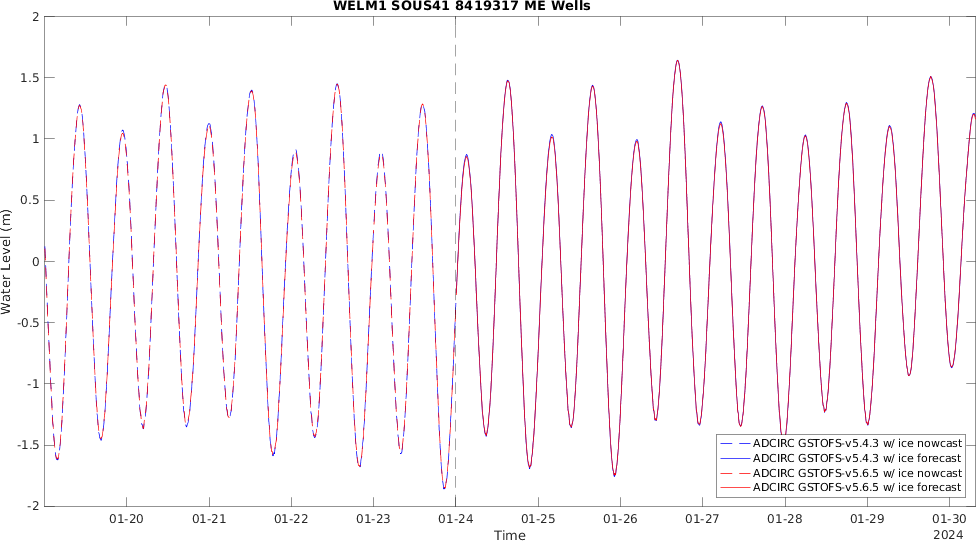 WELM1 SOUS41 8419317 ME Wells
2
1.5
1
0.5
0
-0.5
-1
-1.5
-2
Water Level (m)
ADCIRC GSTOFS-v5.4.3 w/ ice nowcast
ADCIRC GSTOFS-v5.4.3 w/ ice forecast
ADCIRC GSTOFS-v5.6.5 w/ ice nowcast
ADCIRC GSTOFS-v5.6.5 w/ ice forecast
01-20 01-21 01-22 01-23 01-24 01-25 01-26 01-27 01-28 01-29 01-30
Time
2024